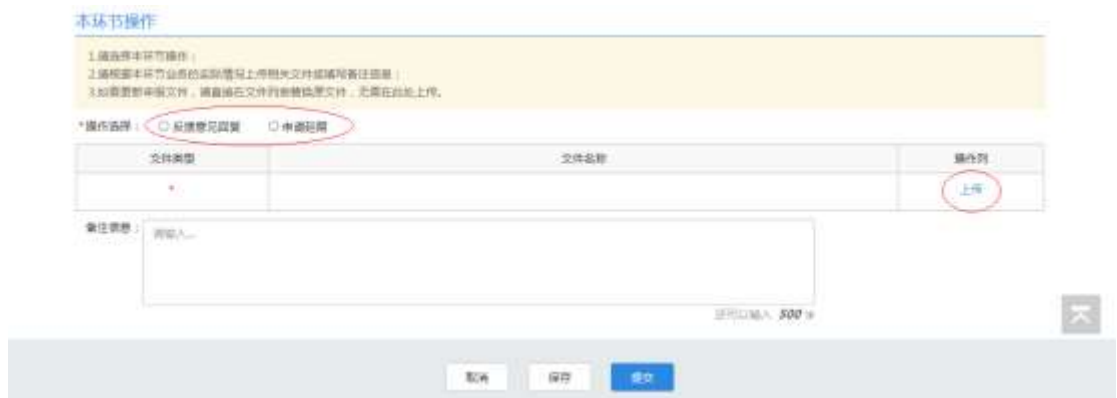 本环节操作
1.请选择本环节操作；
2.请根据本环节业务的实际情况上传相关文件或填写备注信息；
3.如需更新申报文件，请直接在文件列表替换原文件，无需在此处上传。
*操作选择： 反馈意见回复 申请延期
文件类型 文件名称 操作列
* 上传
备注信息： 请输入...
还可以输入 500 字
取消 保存 提交